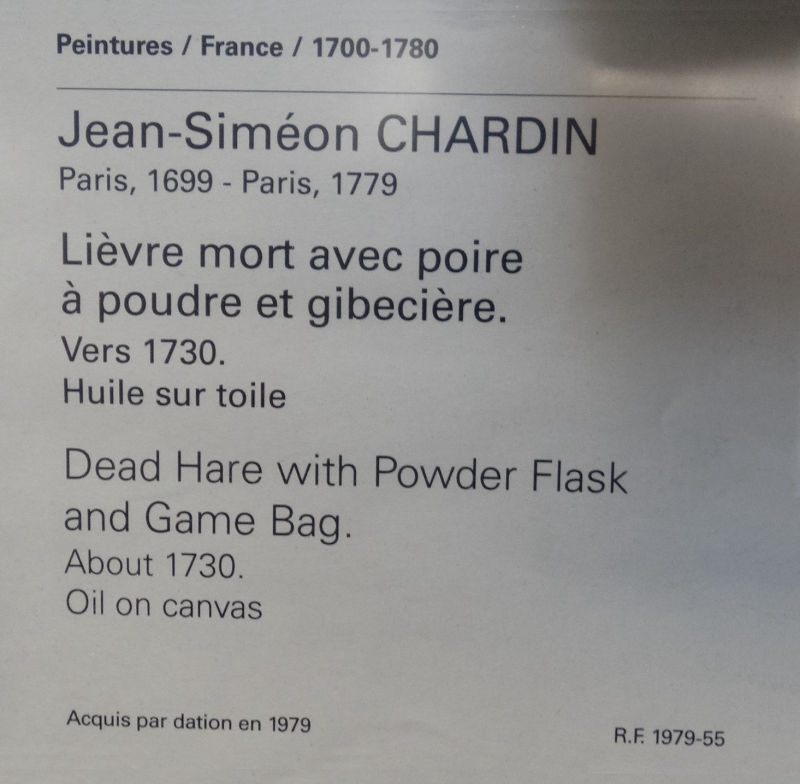 Peintures / France / 1700-1780
Jean-Siméon CHARDIN
Paris, 1699 - Paris, 1779
Lièvre mort avec poire
à poudre et gibecière.
Vers 1730.
Huile sur toile
Dead Hare with Powder Flask
and Game Bag.
About 1730.
Oil on canvas
Acquis par dation en 1979
R.F. 1979-55